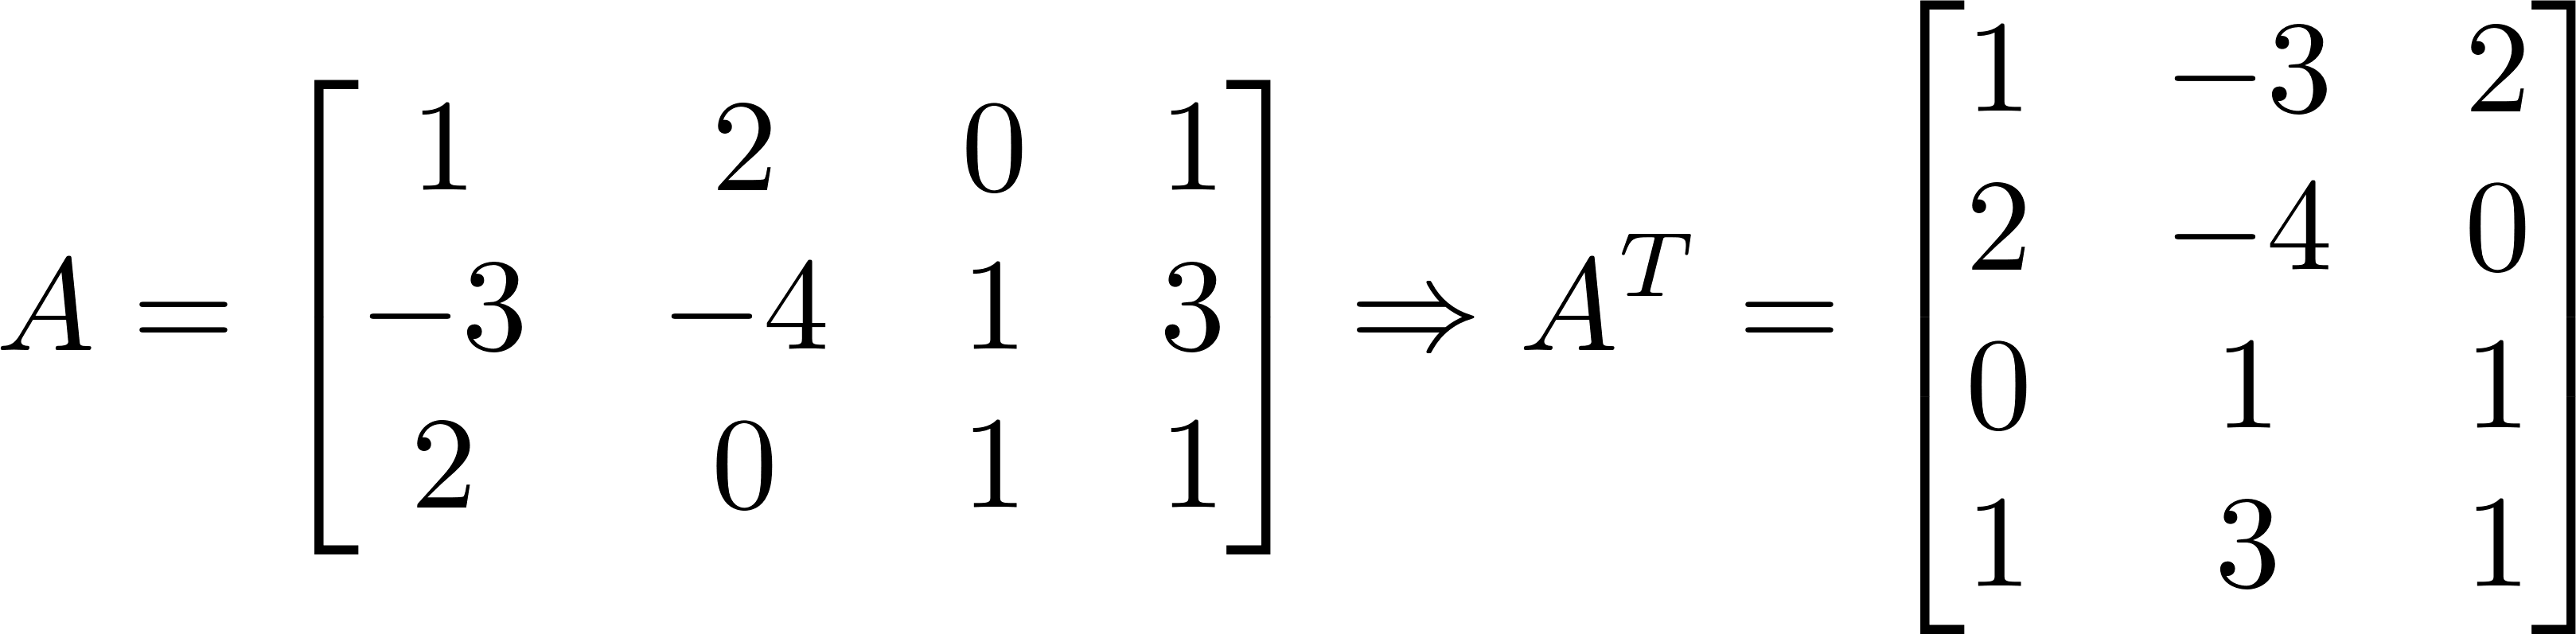 A = [ 1 2 0 1 ; −3 −4 1 3 ; 2 0 1 1 ] ⇒ A^T = [ 1 −3 2 ; 2 −4 0 ; 0 1 1 ; 1 3 1 ]